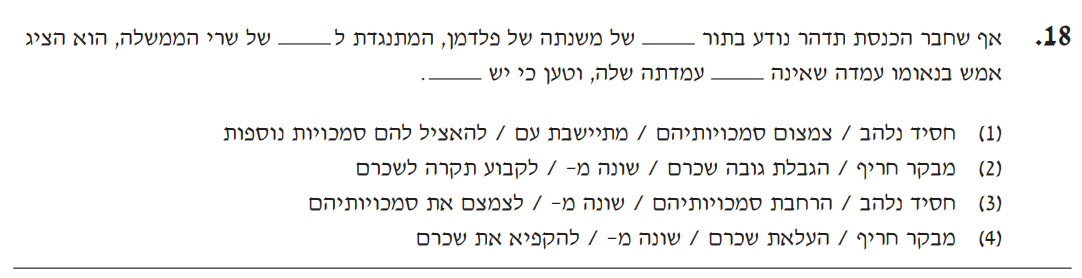 18. אף שחבר הכנסת תדהר נודע בתור _____ של משנתה של פלדמן, המתנגדת ל_____ של שרי הממשלה, הוא הציג
אמש בנאומו עמדה שאינה _____ עמדתה שלה, וטען כי יש _____.
(1) חסיד נלהב / צמצום סמכויותיהם / מתיישבת עם / להאציל להם סמכויות נוספות
(2) מבקר חריף / הגבלת גובה שכרם / שונה מ- / לקבוע תקרה לשכרם
(3) חסיד נלהב / הרחבת סמכויותיהם / שונה מ- / לצמצם את סמכויותיהם
(4) מבקר חריף / העלאת שכרם / שונה מ- / להקפיא את שכרם